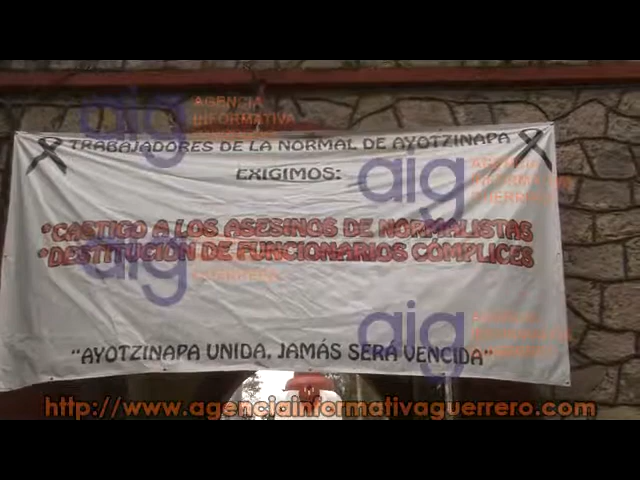 TRABAJADORES DE LA NORMAL DE AYOTZINAPA
EXIGIMOS:
*CASTIGO A LOS ASESINOS DE NORMALISTAS
*DESTITUCIÓN DE FUNCIONARIOS CÓMPLICES
"AYOTZINAPA UNIDA, JAMÁS SERÁ VENCIDA"
aig AGENCIA
INFORMATIVA
aig
aig
GUERRERO
aig
http://www.agenciainformativaguerrero.com